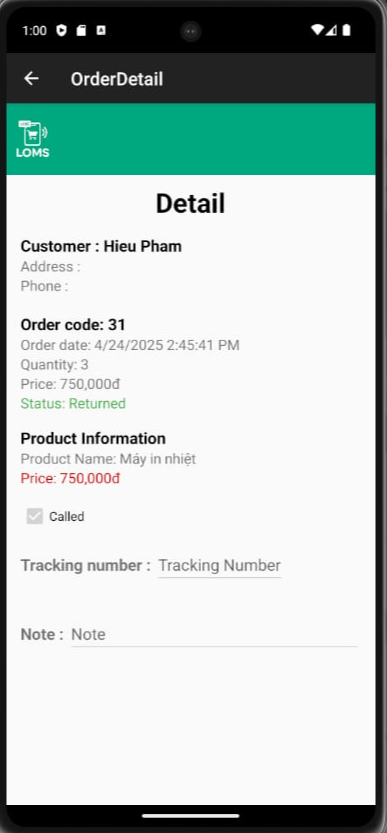 1:00
OrderDetail
LOMS
Detail
Customer : Hieu Pham
Address :
Phone :
Order code: 31
Order date: 4/24/2025 2:45:41 PM
Quantity: 3
Price: 750,000đ
Status: Returned
Product Information
Product Name: Máy in nhiệt
Price: 750,000đ
Called
Tracking number : Tracking Number
Note : Note